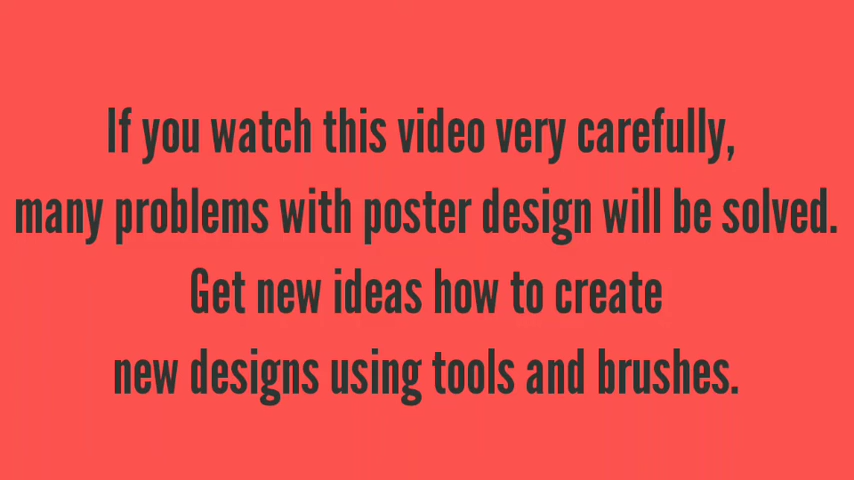 If you watch this video very carefully,
many problems with poster design will be solved.
Get new ideas how to create
new designs using tools and brushes.